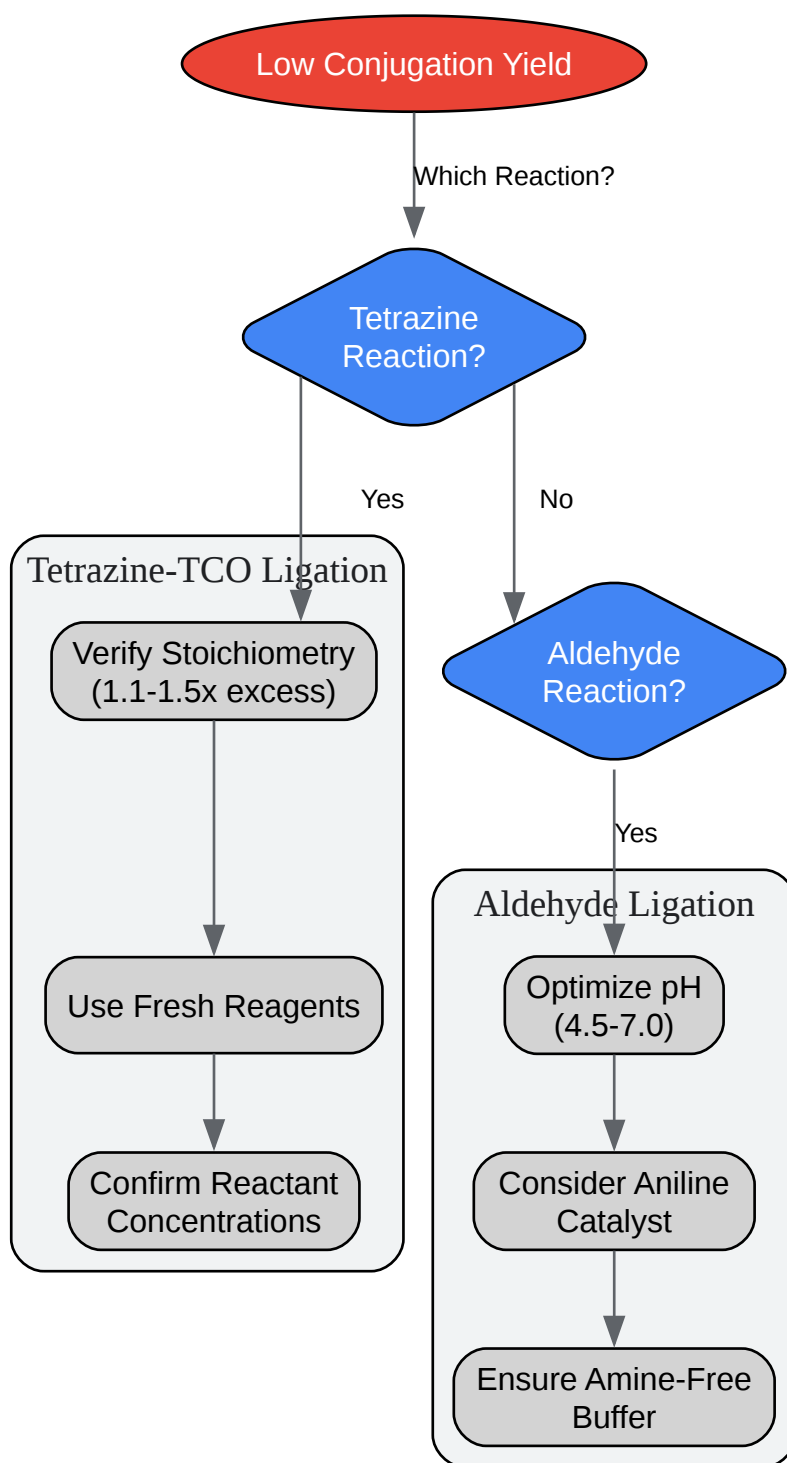 Low Conjugation Yield
Which Reaction?
Tetrazine
Reaction?
Yes
No
Tetrazine-TCO Ligation
Verify Stoichiometry
(1.1-1.5x excess)
Aldehyde
Reaction?
Yes
Aldehyde Ligation
Use Fresh Reagents
Optimize pH
(4.5-7.0)
Confirm Reactant
Concentrations
Consider Aniline
Catalyst
Ensure Amine-Free
Buffer